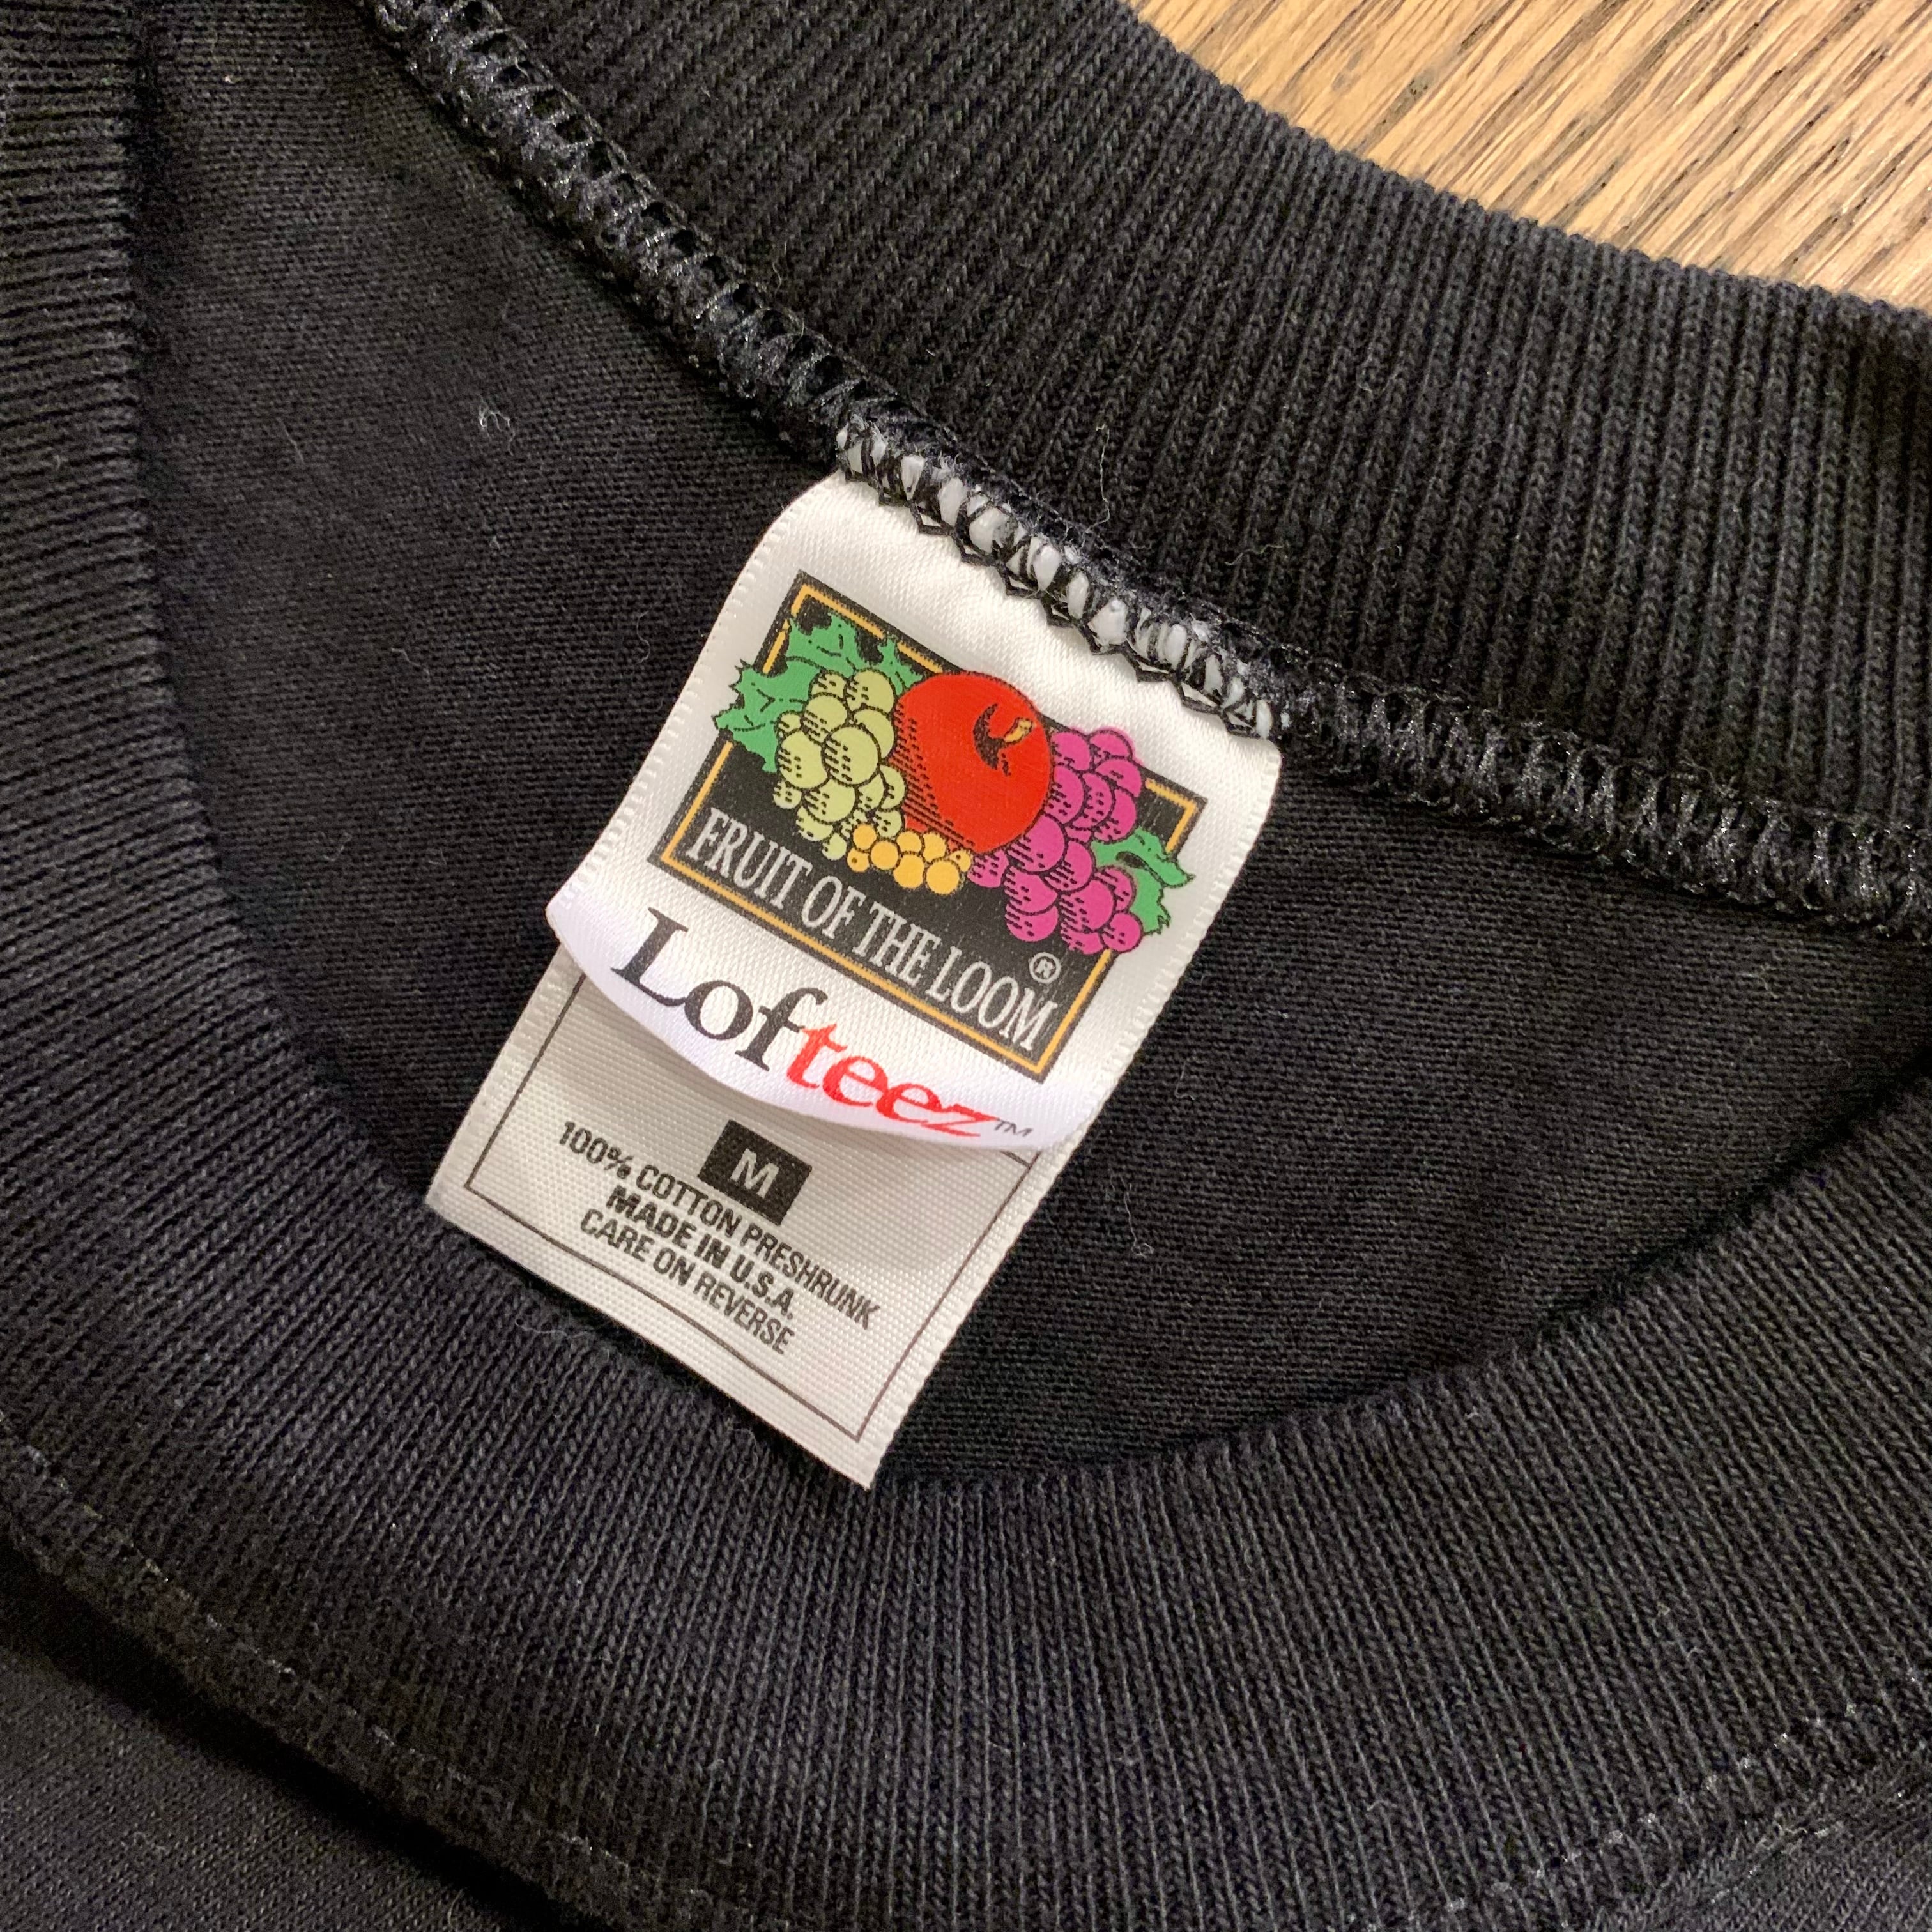 FRUIT OF THE LOOM®
Lofteez™
M
100% COTTON PRESHRUNK
MADE IN U.S.A.
CARE ON REVERSE